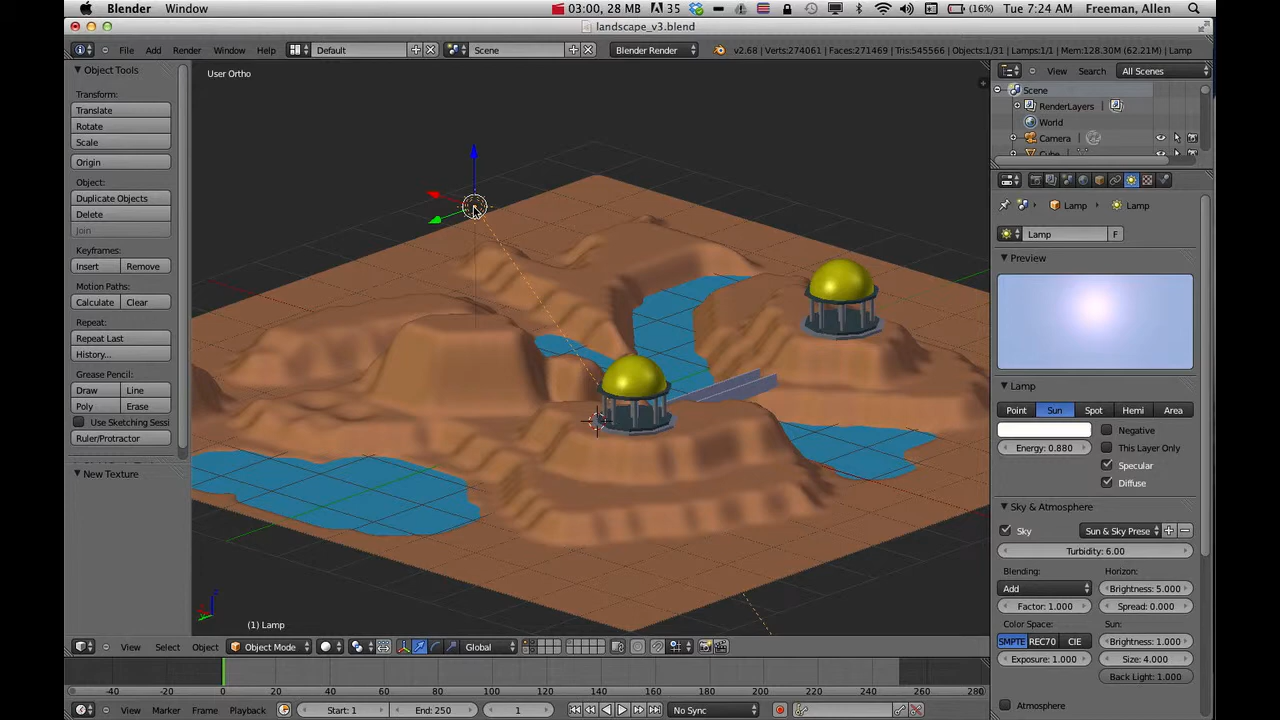 Blender Window 03:00, 28 MB 35 Tue 7:24 AM Freeman, Allen
(16%)
landscape_v3.blend
File Add Render Window Help Default Scene Blender Render v2.68 | Verts:274061 | Faces:271469 | Tris:545566 | Objects:1/31 | Lamps:1/1 | Mem:128.30M (62.21M) | Lamp
Object Tools
Transform:
Translate
Rotate
Scale
Origin
Object:
Duplicate Objects
Delete
Join
Keyframes:
Insert Remove
Motion Paths:
Calculate Clear
Repeat:
Repeat Last
History...
Grease Pencil:
Draw Line
Poly Erase
Use Sketching Sessi
Ruler/Protractor
New Texture
User Ortho
(1) Lamp
View Select Object Object Mode Global
-40 -20 0 20 40 60 80 100 120 140 160 180 200 220 240 260 280
View Marker Frame Playback Start: 1 End: 250 1 No Sync
View Search All Scenes
Scene
RenderLayers
World
Camera
Cube
Lamp Lamp
Lamp F
Preview
Lamp
Point Sun Spot Hemi Area
Negative
Energy: 0.880 This Layer Only
Specular
Diffuse
Sky & Atmosphere
Sky Sun & Sky Prese
Turbidity: 6.00
Blending: Horizon:
Add Brightness: 5.000
Factor: 1.000 Spread: 0.000
Color Space: Sun:
SMPTE REC70 CIE Brightness: 1.000
Exposure: 1.000 Size: 4.000
Back Light: 1.000
Atmosphere